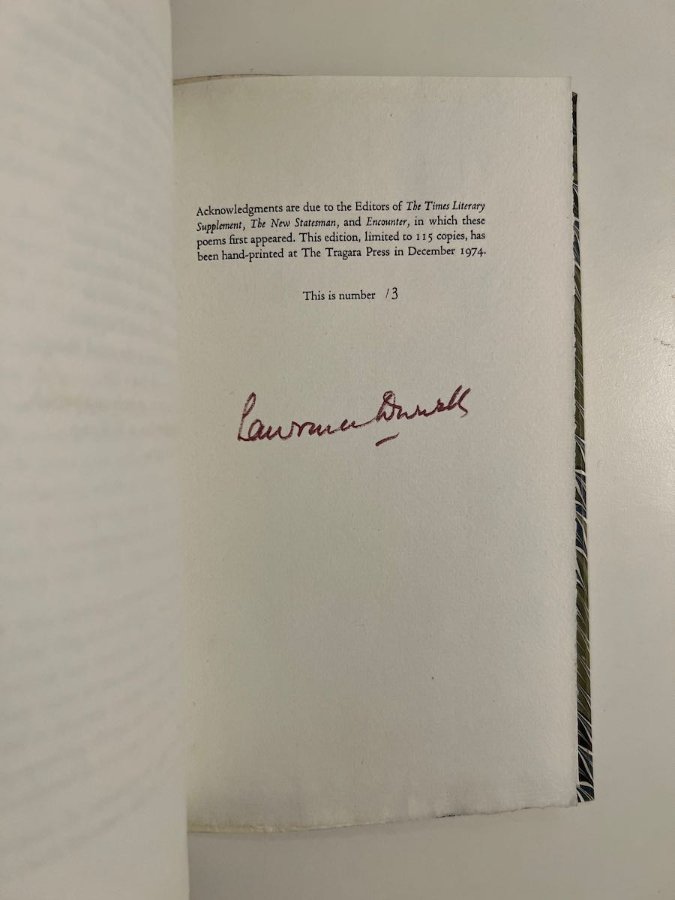 Acknowledgments are due to the Editors of The Times Literary
Supplement, The New Statesman, and Encounter, in which these
poems first appeared. This edition, limited to 115 copies, has
been hand-printed at The Tragara Press in December 1974.
This is number 13
Lawrence Durrell